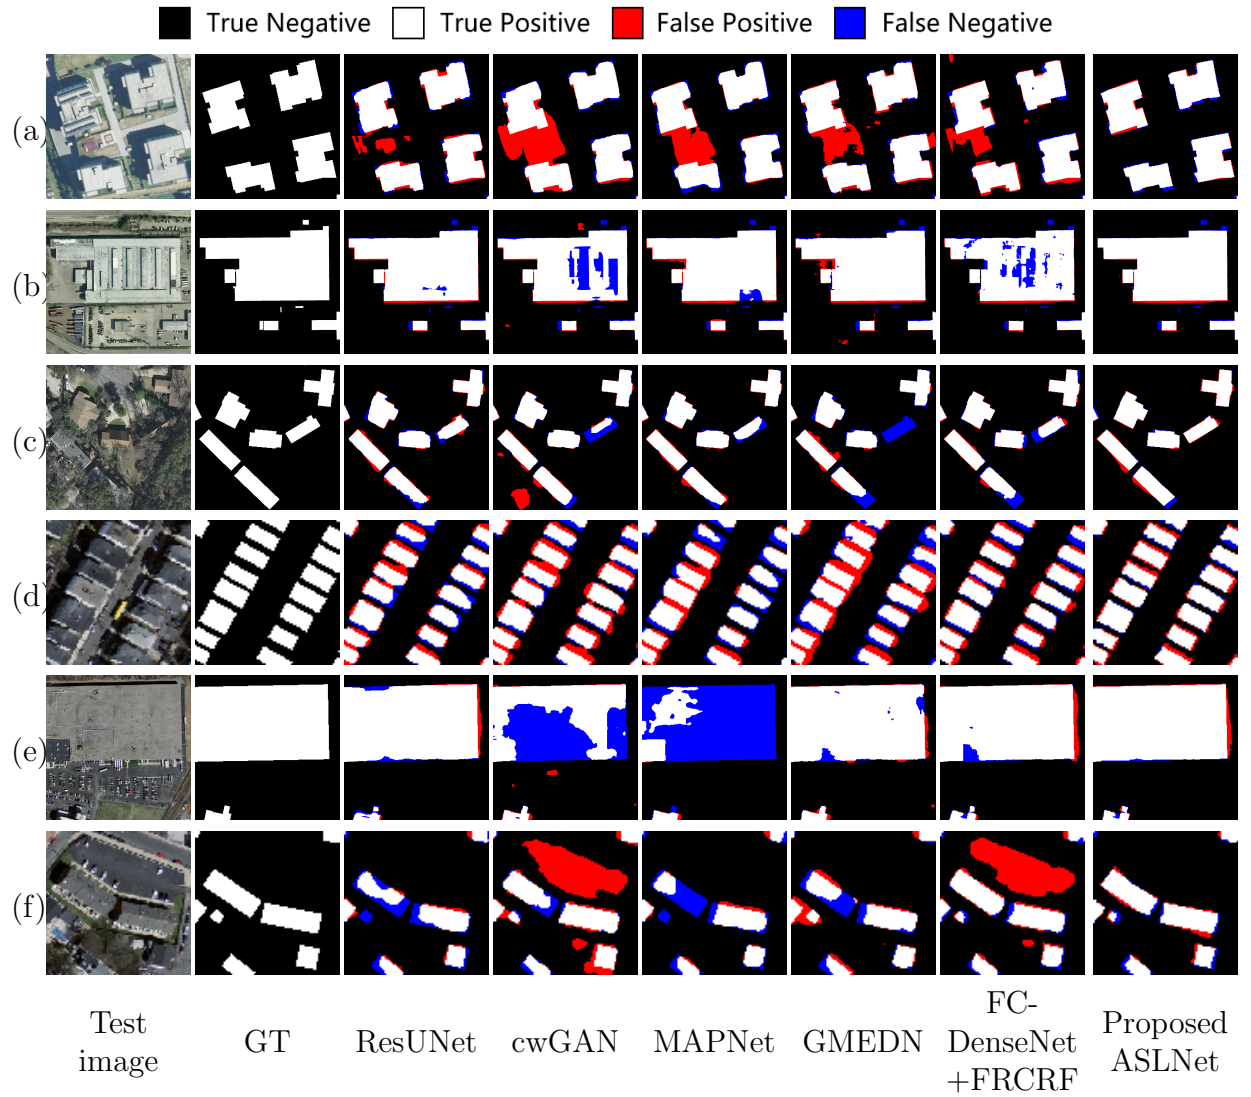 True Negative True Positive False Positive False Negative
(a)
(b)
(c)
(d)
(e)
(f)
Test image
GT
ResUNet
cwGAN
MAPNet
GMEDN
FC-
DenseNet
+FRCRF
Proposed
ASLNet